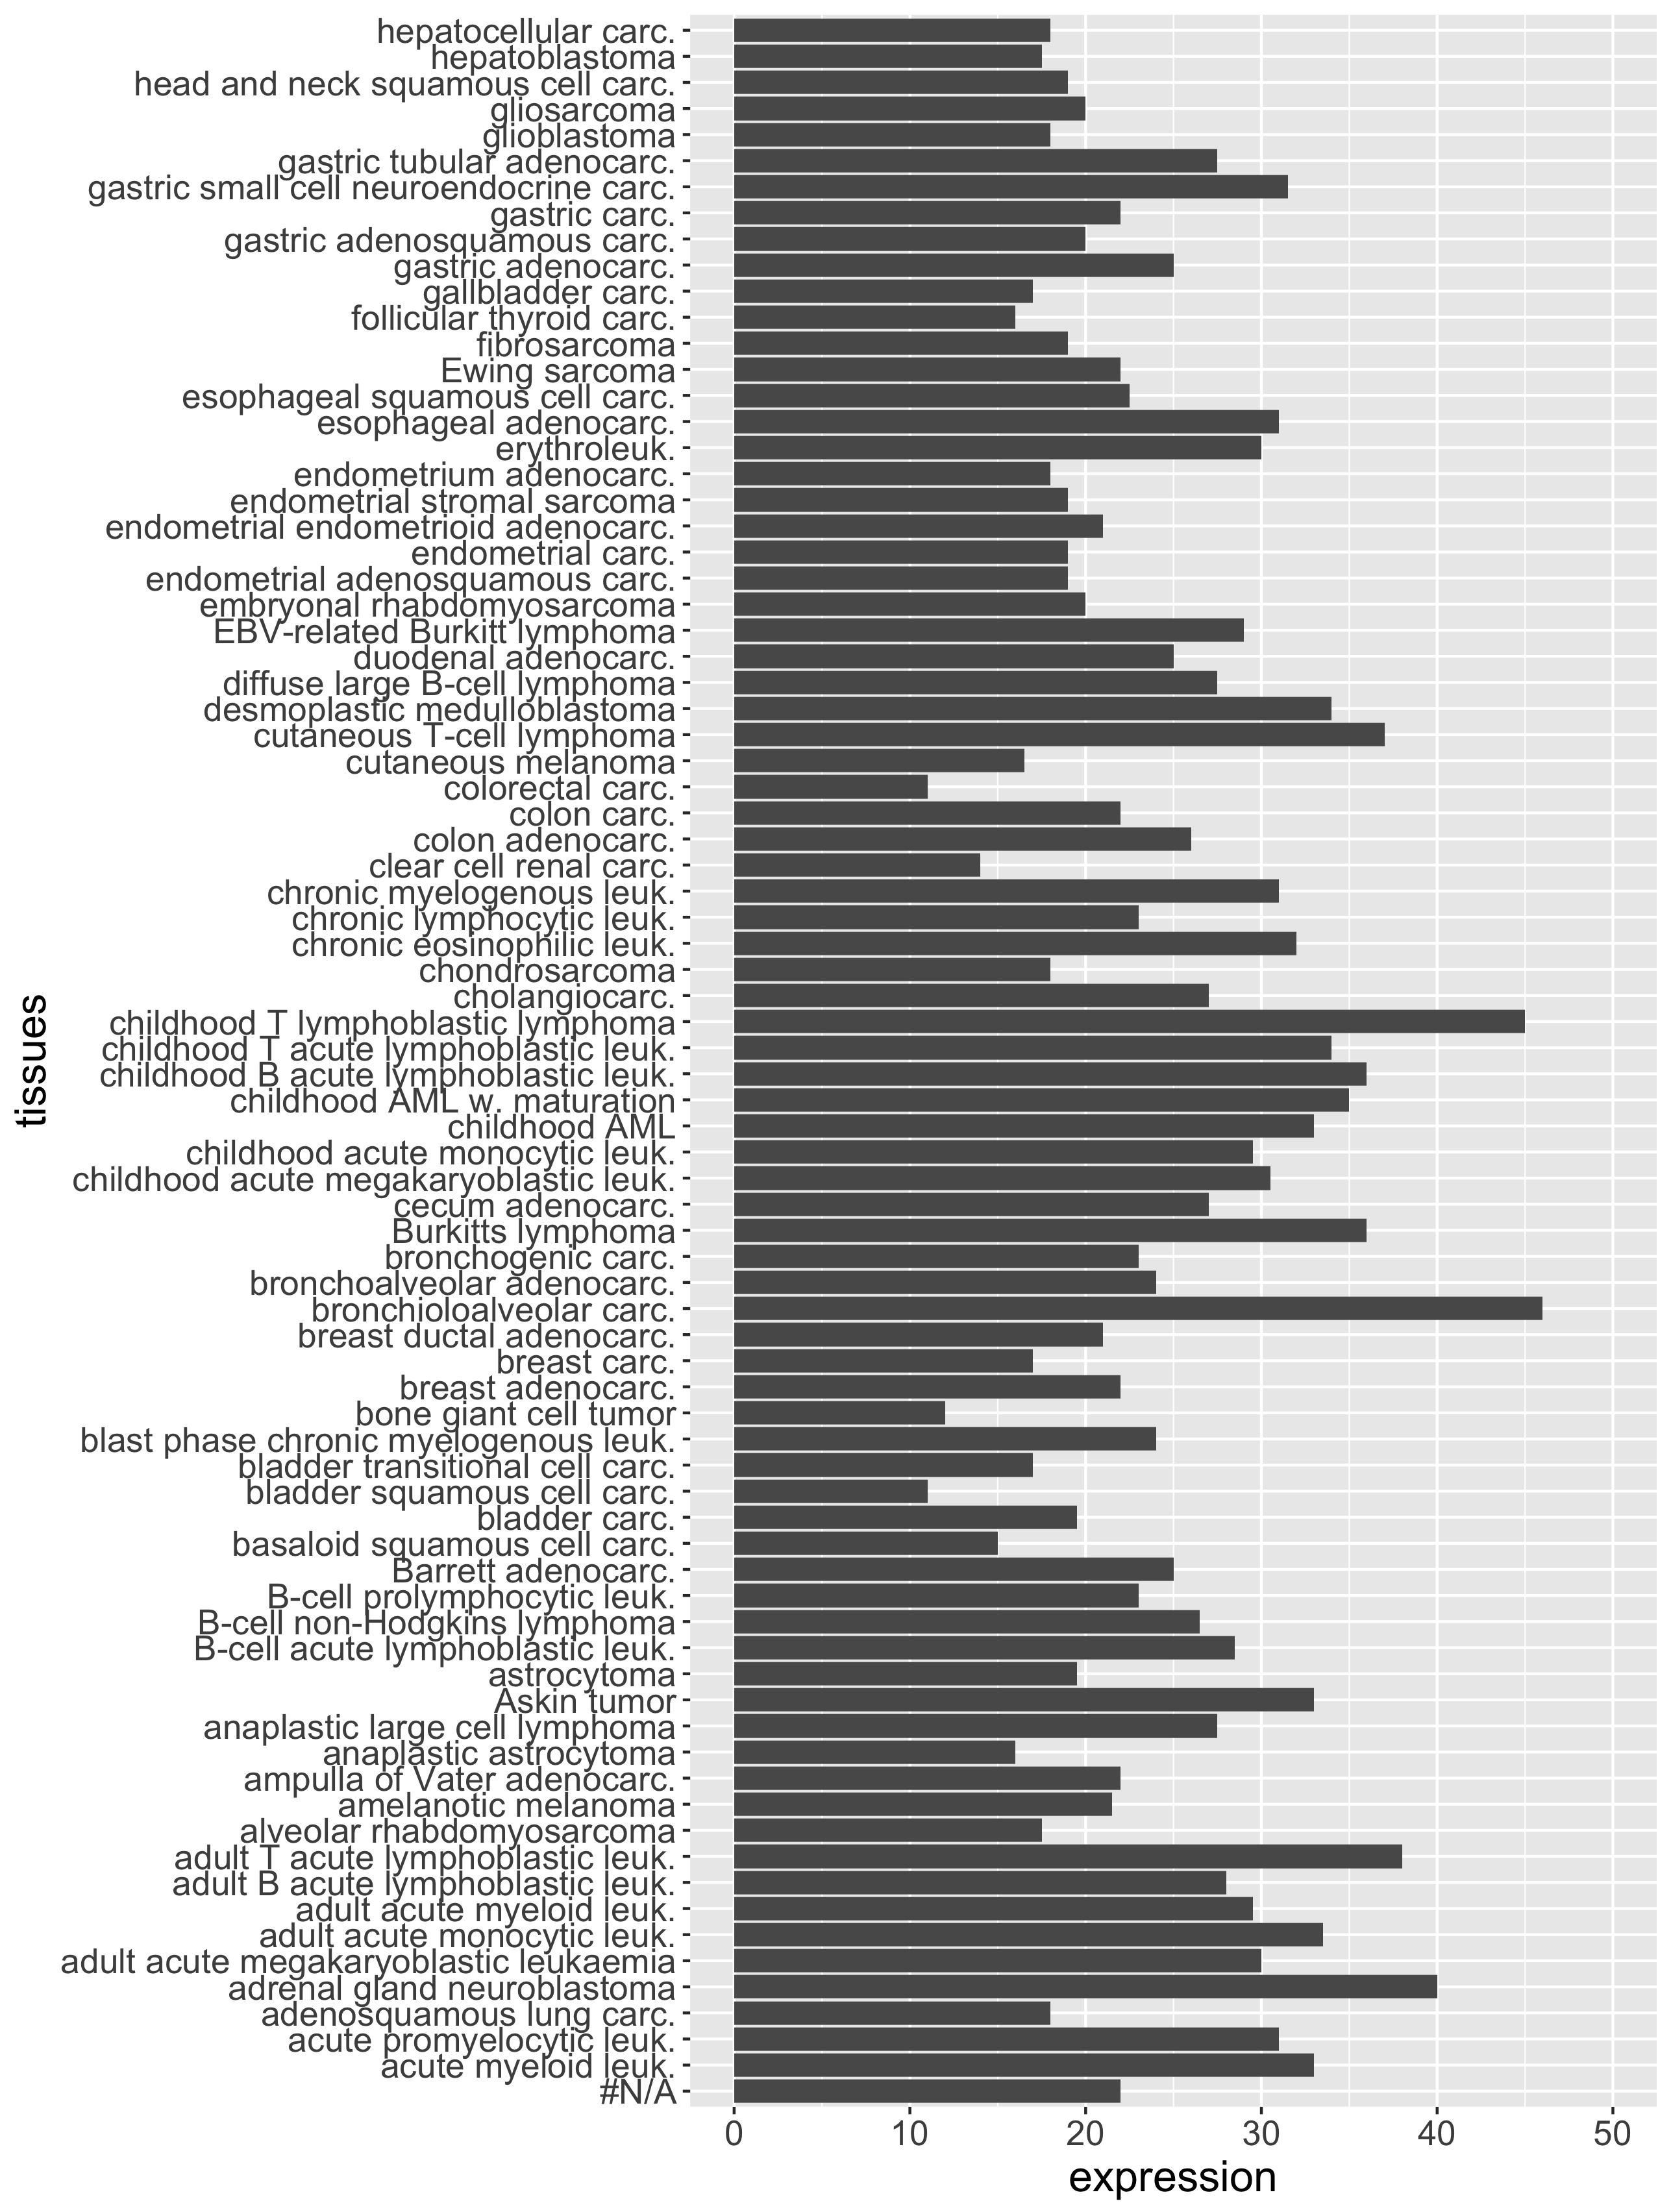 hepatocellular carc.
hepatoblastoma
head and neck squamous cell carc.
gliosarcoma
glioblastoma
gastric tubular adenocarc.
gastric small cell neuroendocrine carc.
gastric carc.
gastric adenosquamous carc.
gastric adenocarc.
gallbladder carc.
follicular thyroid carc.
fibrosarcoma
Ewing sarcoma
esophageal squamous cell carc.
esophageal adenocarc.
erythroleuk.
endometrium adenocarc.
endometrial stromal sarcoma
endometrial endometrioid adenocarc.
endometrial carc.
endometrial adenosquamous carc.
embryonal rhabdomyosarcoma
EBV-related Burkitt lymphoma
duodenal adenocarc.
diffuse large B-cell lymphoma
desmoplastic medulloblastoma
cutaneous T-cell lymphoma
cutaneous melanoma
colorectal carc.
colon carc.
colon adenocarc.
clear cell renal carc.
chronic myelogenous leuk.
chronic lymphocytic leuk.
chronic eosinophilic leuk.
chondrosarcoma
cholangiocarc.
childhood T lymphoblastic lymphoma
childhood T acute lymphoblastic leuk.
childhood B acute lymphoblastic leuk.
childhood AML w. maturation
childhood AML
childhood acute monocytic leuk.
childhood acute megakaryoblastic leuk.
cecum adenocarc.
Burkitts lymphoma
bronchogenic carc.
bronchoalveolar adenocarc.
bronchioloalveolar carc.
breast ductal adenocarc.
breast carc.
breast adenocarc.
bone giant cell tumor
blast phase chronic myelogenous leuk.
bladder transitional cell carc.
bladder squamous cell carc.
bladder carc.
basaloid squamous cell carc.
Barrett adenocarc.
B-cell prolymphocytic leuk.
B-cell non-Hodgkins lymphoma
B-cell acute lymphoblastic leuk.
astrocytoma
Askin tumor
anaplastic large cell lymphoma
anaplastic astrocytoma
ampulla of Vater adenocarc.
amelanotic melanoma
alveolar rhabdomyosarcoma
adult T acute lymphoblastic leuk.
adult B acute lymphoblastic leuk.
adult acute myeloid leuk.
adult acute monocytic leuk.
adult acute megakaryoblastic leukaemia
adrenal gland neuroblastoma
adenosquamous lung carc.
acute promyelocytic leuk.
acute myeloid leuk.
#N/A
tissues
0 10 20 30 40 50
expression